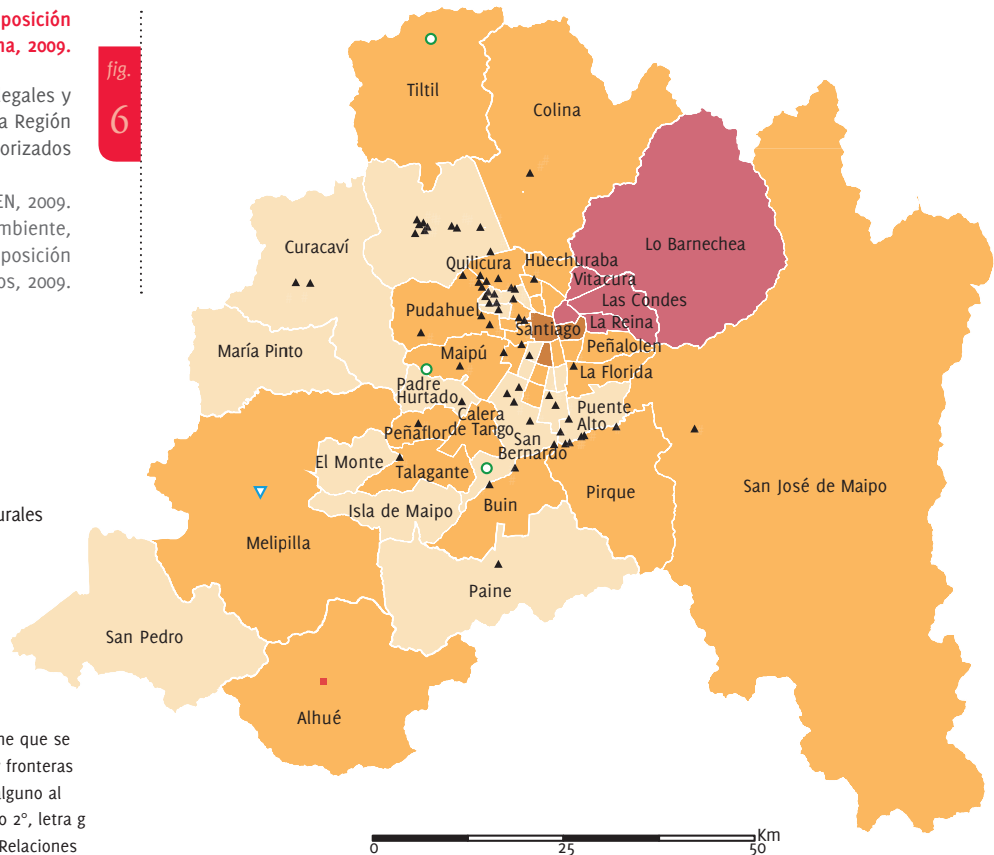 posición
na, 2009.
egales y
a Región
orizados
EN, 2009.
mbiente,
posición
os, 2009.
fig.
6
Tiltil
Colina
Curacaví
Lo Barnechea
Quilicura
Huechuraba
Vitacura
Las Condes
Pudahuel
La Reina
Santiago
Peñalolen
María Pinto
Maipú
La Florida
Padre
Hurtado
Calera
de Tango
Puente
Alto
Peñaflor
San
Bernardo
El Monte
Talagante
Pirque
San José de Maipo
Isla de Maipo
Buin
urales
Melipilla
Paine
San Pedro
Alhué
ne que se
fronteras
alguno al
o 2°, letra g
Relaciones
Km
0
25
50